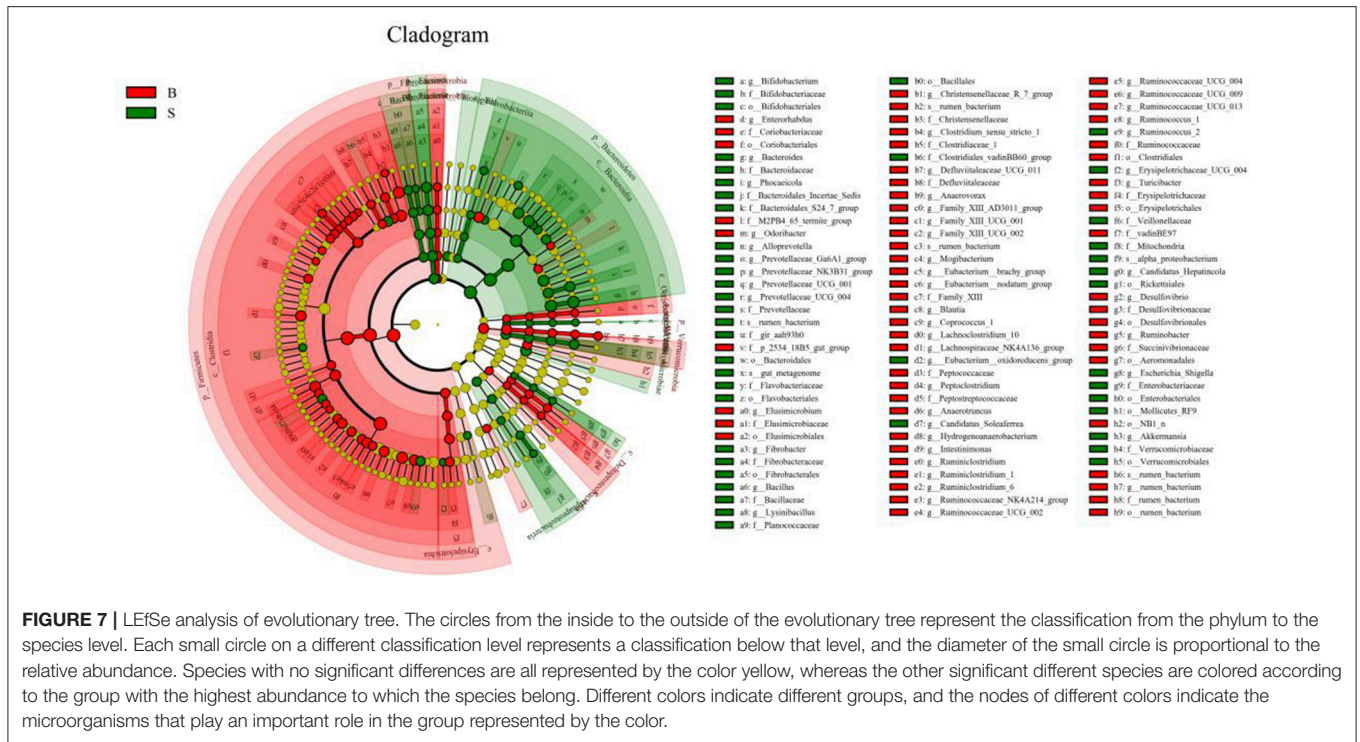 Cladogram
B
S
p__Bacteroidetes
c__Bacteroidia
p__Firmicutes
c__Clostridia
c__Erysipelotrichia
a: g__Bifidobacterium
b: f__Bifidobacteriaceae
c: o__Bifidobacteriales
d: g__Enterorhabdus
e: f__Coriobacteriaceae
f: o__Coriobacteriales
g: g__Bacteroides
h: f__Bacteroidaceae
i: g__Phocaeicola
j: f__Bacteroidales_Incertae_Sedis
k: f__Bacteroidales_S24_7_group
l: f__M2PB4_65_termite_group
m: g__Odoribacter
n: g__Alloprevotella
o: g__Prevotellaceae_Ga6A1_group
p: g__Prevotellaceae_NK3B31_group
q: g__Prevotellaceae_UCG_001
r: g__Prevotellaceae_UCG_004
s: f__Prevotellaceae
t: s__rumen_bacterium
u: f__gir_aah93h0
v: f__p_2534_18B5_gut_group
w: o__Bacteroidales
x: s__gut_metagenome
y: f__Flavobacteriaceae
z: o__Flavobacteriales
a0: g__Elusimicrobium
a1: f__Elusimicrobiaceae
a2: o__Elusimicrobiales
a3: g__Fibrobacter
a4: f__Fibrobacteraceae
a5: o__Fibrobacterales
a6: g__Bacillus
a7: f__Bacillaceae
a8: g__Lysinibacillus
a9: f__Planococcaceae
b0: o__Bacillales
b1: g__Christensenellaceae_R_7_group
b2: s__rumen_bacterium
b3: f__Christensenellaceae
b4: g__Clostridium_sensu_stricto_1
b5: f__Clostridiaceae_1
b6: f__Clostridiales_vadinBB60_group
b7: g__Defluviitaleaceae_UCG_011
b8: f__Defluviitaleaceae
b9: g__Anaerovorax
c0: g__Family_XIII_AD3011_group
c1: g__Family_XIII_UCG_001
c2: g__Family_XIII_UCG_002
c3: s__rumen_bacterium
c4: g__Mogibacterium
c5: g__Eubacterium_brachy_group
c6: g__Eubacterium_nodatum_group
c7: f__Family_XIII
c8: g__Blautia
c9: g__Coprococcus_1
d0: g__Lachnoclostridium_10
d1: g__Lachnospiraceae_NK4A136_group
d2: g__Eubacterium__oxidoreducens_group
d3: f__Peptococcaceae
d4: g__Peptoclostridium
d5: f__Peptostreptococcaceae
d6: g__Anaerotruncus
d7: g__Candidatus_Soleaferrea
d8: g__Hydrogenoanaerobacterium
d9: g__Intestinimonas
e0: g__Ruminiclostridium
e1: g__Ruminiclostridium_1
e2: g__Ruminiclostridium_6
e3: g__Ruminococcaceae_NK4A214_group
e4: g__Ruminococcaceae_UCG_002
e5: g__Ruminococcaceae_UCG_004
e6: g__Ruminococcaceae_UCG_009
e7: g__Ruminococcaceae_UCG_013
e8: g__Ruminococcus_1
e9: g__Ruminococcus_2
f0: f__Ruminococcaceae
f1: o__Clostridiales
f2: g__Erysipelotrichaceae_UCG_004
f3: g__Turicibacter
f4: f__Erysipelotrichaceae
f5: o__Erysipelotrichales
f6: f__Veillonellaceae
f7: f__vadinBE97
f8: f__Mitochondria
f9: s__alpha_proteobacterium
g0: g__Candidatus_Hepatincola
g1: o__Rickettsiales
g2: g__Desulfovibrio
g3: f__Desulfovibrionaceae
g4: o__Desulfovibrionales
g5: g__Ruminobacter
g6: f__Succinivibrionaceae
g7: o__Aeromonadales
g8: g__Escherichia_Shigella
g9: f__Enterobacteriaceae
h0: o__Enterobacteriales
h1: o__Mollicutes_RF9
h2: o__NB1_n
h3: g__Akkermansia
h4: f__Verrucomicrobiaceae
h5: o__Verrucomicrobiales
h6: s__rumen_bacterium
h7: g__rumen_bacterium
h8: f__rumen_bacterium
h9: o__rumen_bacterium
FIGURE 7 | LEfSe analysis of evolutionary tree. The circles from the inside to the outside of the evolutionary tree represent the classification from the phylum to the
species level. Each small circle on a different classification level represents a classification below that level, and the diameter of the small circle is proportional to the
relative abundance. Species with no significant differences are all represented by the color yellow, whereas the other significant different species are colored according
to the group with the highest abundance to which the species belong. Different colors indicate different groups, and the nodes of different colors indicate the
microorganisms that play an important role in the group represented by the color.